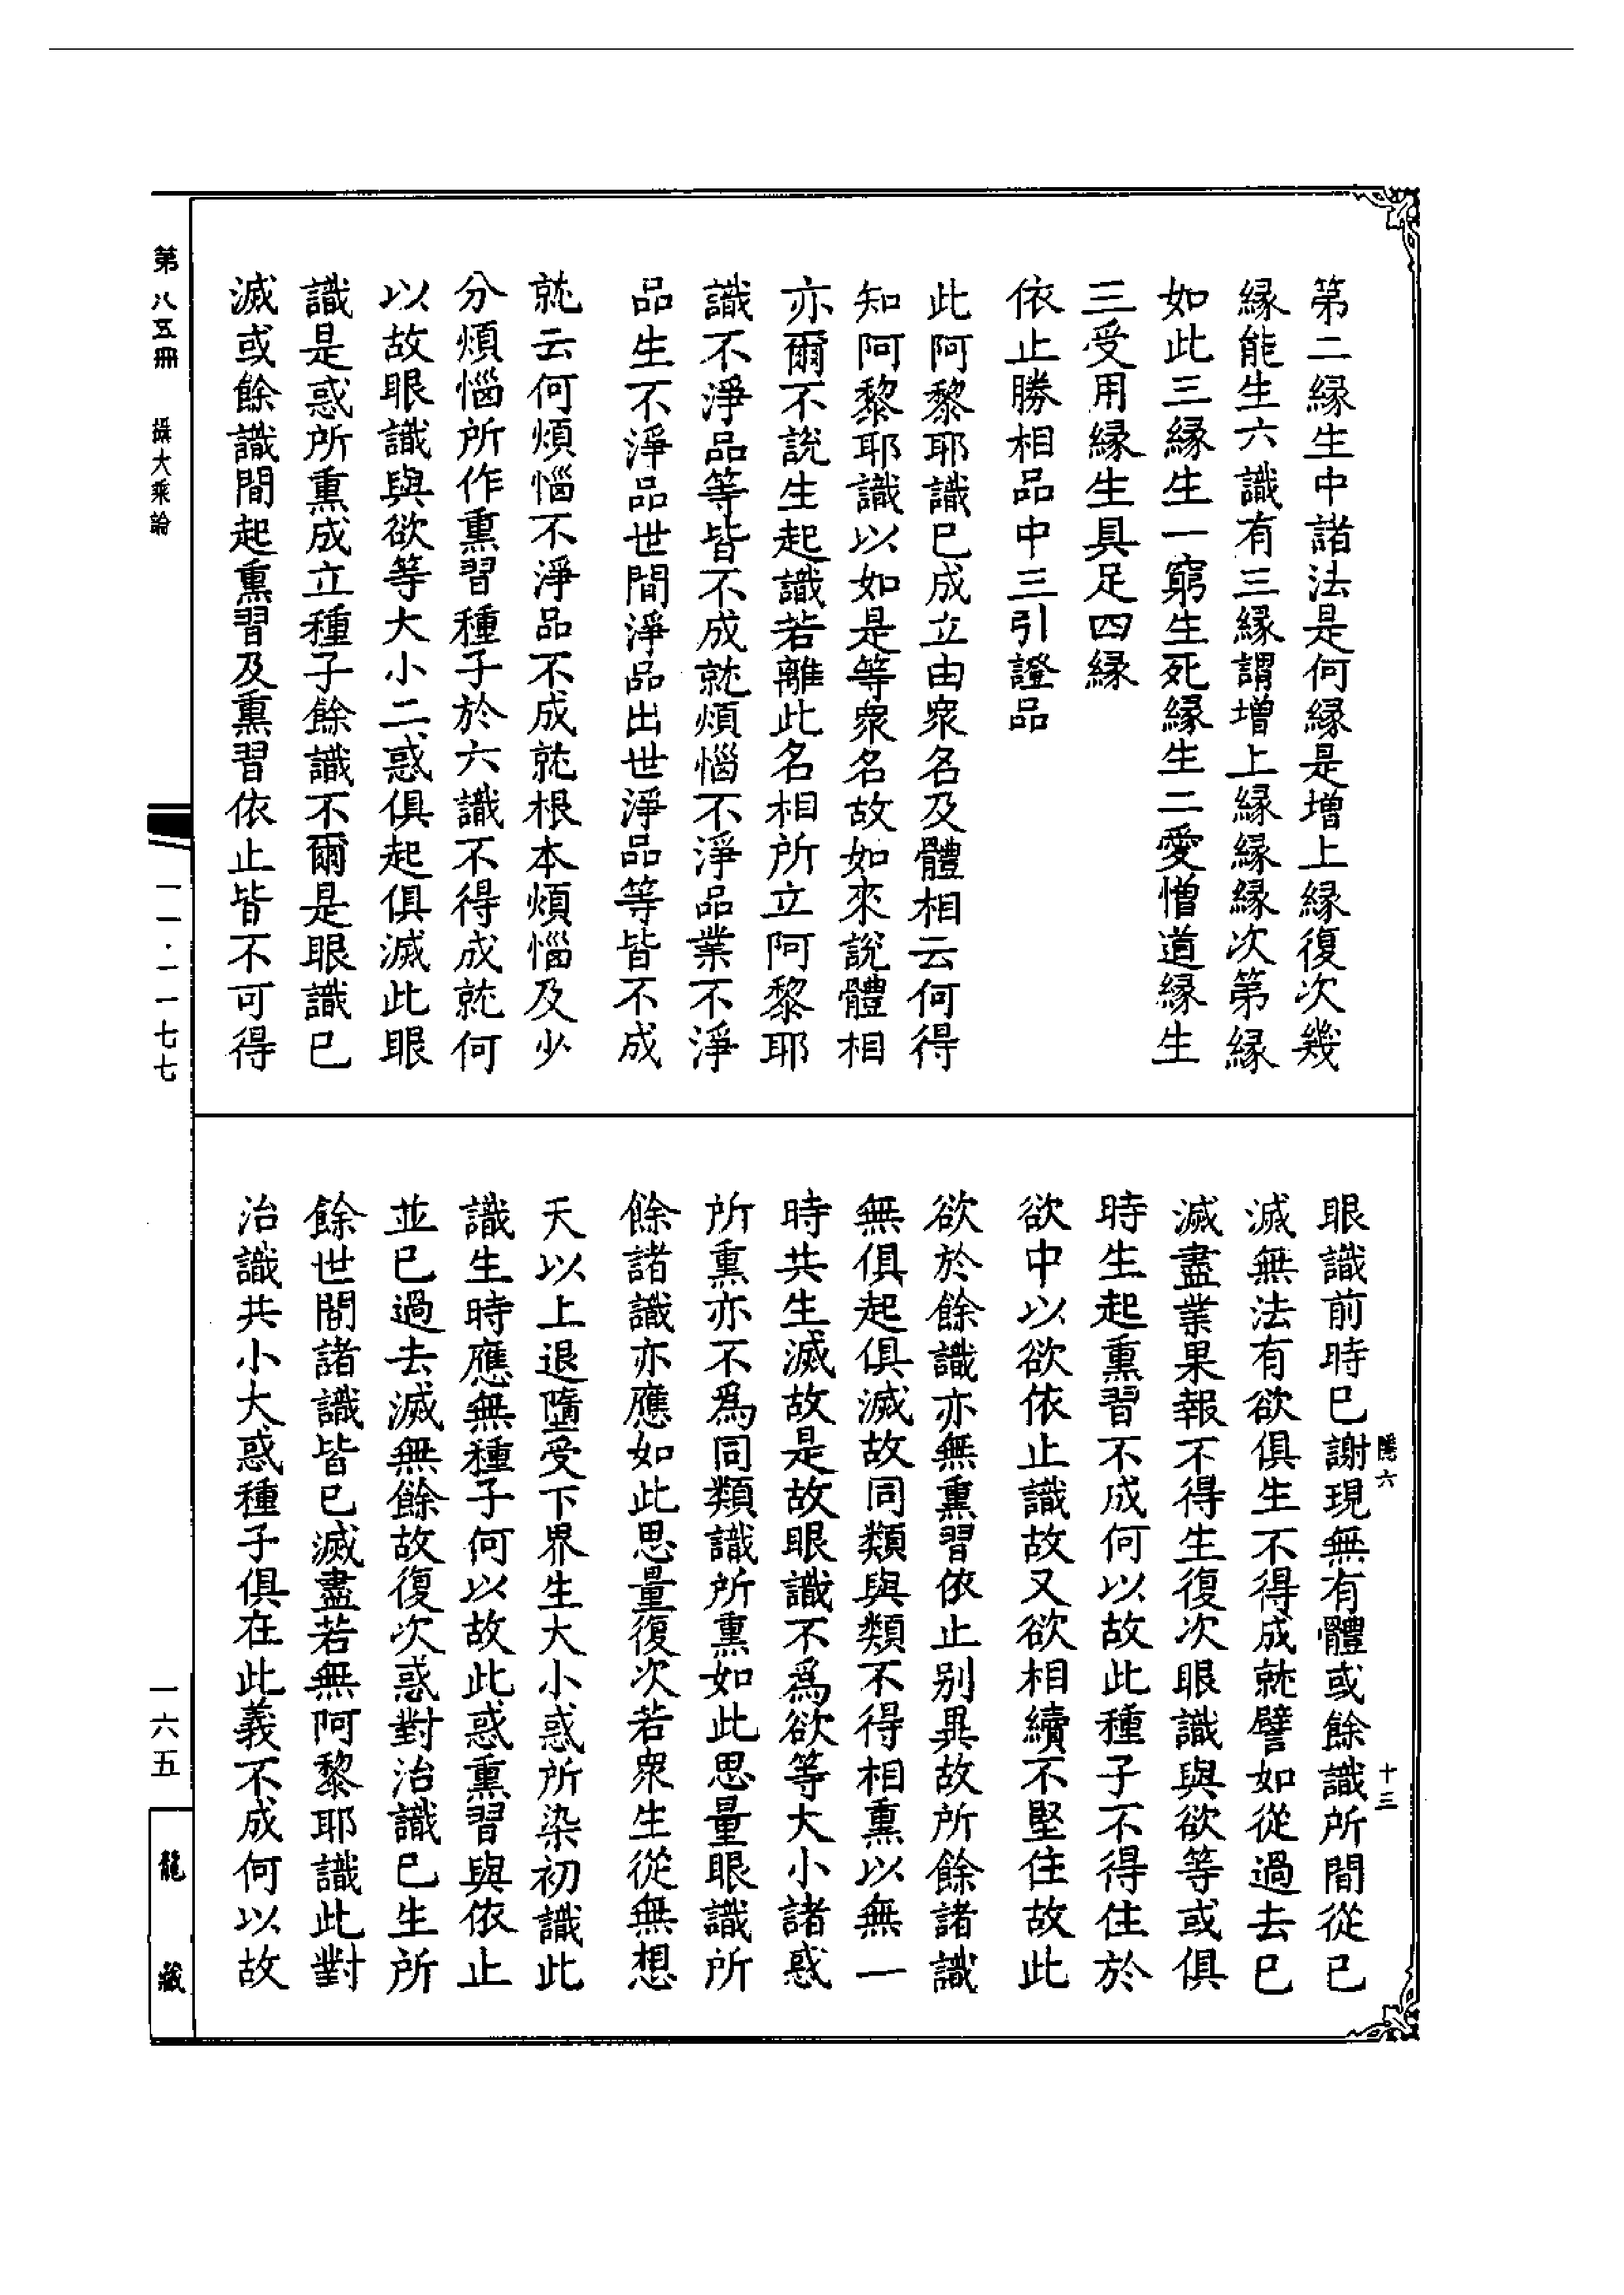 第二緣生中諸法是何緣是增上緣復次幾
緣能生六識有三緣謂增上緣緣緣次第緣
如此三緣生一窮生死緣生二愛憎道緣生
三受用緣生具足四緣
依止勝相品中三引證品
此阿黎耶識已成立由衆名及體相云何得
知阿黎耶識以如是等衆名故如來說體相
亦爾不說生起識若離此名相所立阿黎耶
識不淨品等皆不成就煩惱不淨品業不淨
品生不淨品世間淨品出世淨品等皆不成
就云何煩惱不淨品不成就根本煩惱及少
分煩惱所作熏習種子於六識不得成就何
以故眼識與欲等大小二惑俱起俱滅此眼
識是惑所熏成立種子餘識不爾是眼識已
滅或餘識間起熏習及熏習依止皆不可得
眼識前時已謝現無有體或餘識所間從已
滅無法有欲俱生不得成就譬如從過去已
滅盡業果報不得生復次眼識與欲等或俱
時生起熏習不成何以故此種子不得住於
欲中以欲依止識故又欲相續不堅住故此
欲於餘識亦無熏習依止别異故所餘諸識
無俱起俱滅故同類與類不得相熏以無一
時共生滅故是故眼識不為欲等大小諸惑
所熏亦不為同類識所熏如此思量眼識所
餘諸識亦應如此思量復次若衆生從無想
天以上退墮受下界生大小惑所染初識此
識生時應無種子何以故此惑熏習與依止
並已過去滅無餘故復次惑對治識已生所
餘世間諸識皆已滅盡若無阿黎耶識此對
治識共小大惑種子俱在此義不成何以故
隱六
十三
第八五冊
攝大乘論
一一·一一七七
一六五
龍藏